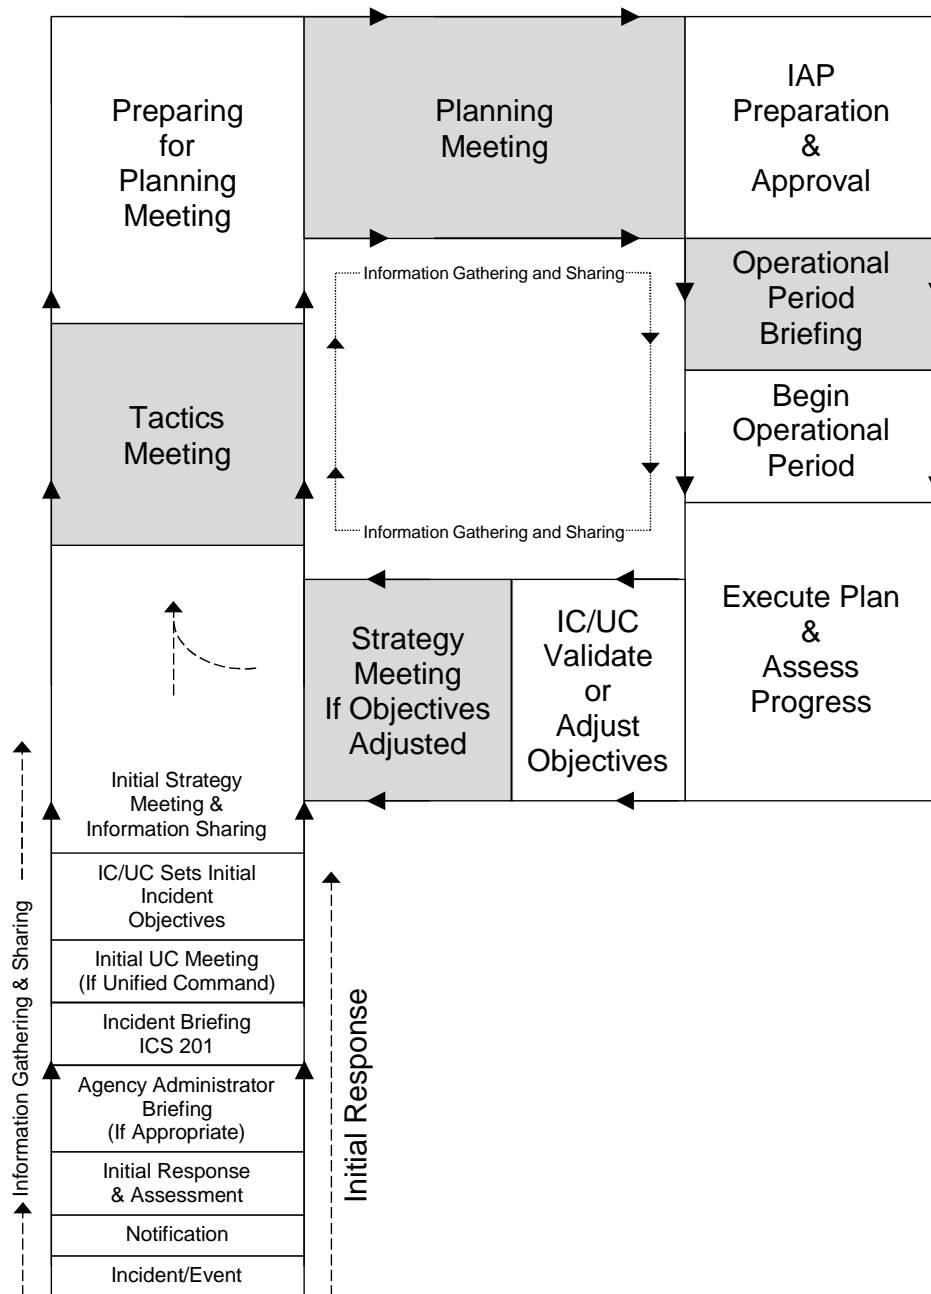 Preparing
for
Planning
Meeting
Planning
Meeting
IAP
Preparation
&
Approval
Operational
Period
Briefing
Begin
Operational
Period
Execute Plan
&
Assess
Progress
IC/UC
Validate
or
Adjust
Objectives
Strategy
Meeting
If Objectives
Adjusted
Information Gathering and Sharing
Information Gathering and Sharing
Tactics
Meeting
Initial Strategy
Meeting &
Information Sharing
IC/UC Sets Initial
Incident
Objectives
Initial UC Meeting
(If Unified Command)
Incident Briefing
ICS 201
Agency Administrator
Briefing
(If Appropriate)
Initial Response
& Assessment
Notification
Incident/Event
Information Gathering & Sharing
Initial Response